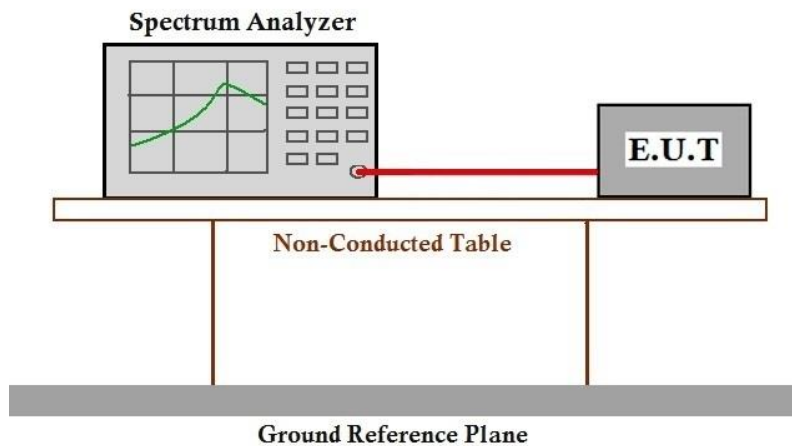 Spectrum Analyzer
E.U.T
Non-Conducted Table
Ground Reference Plane